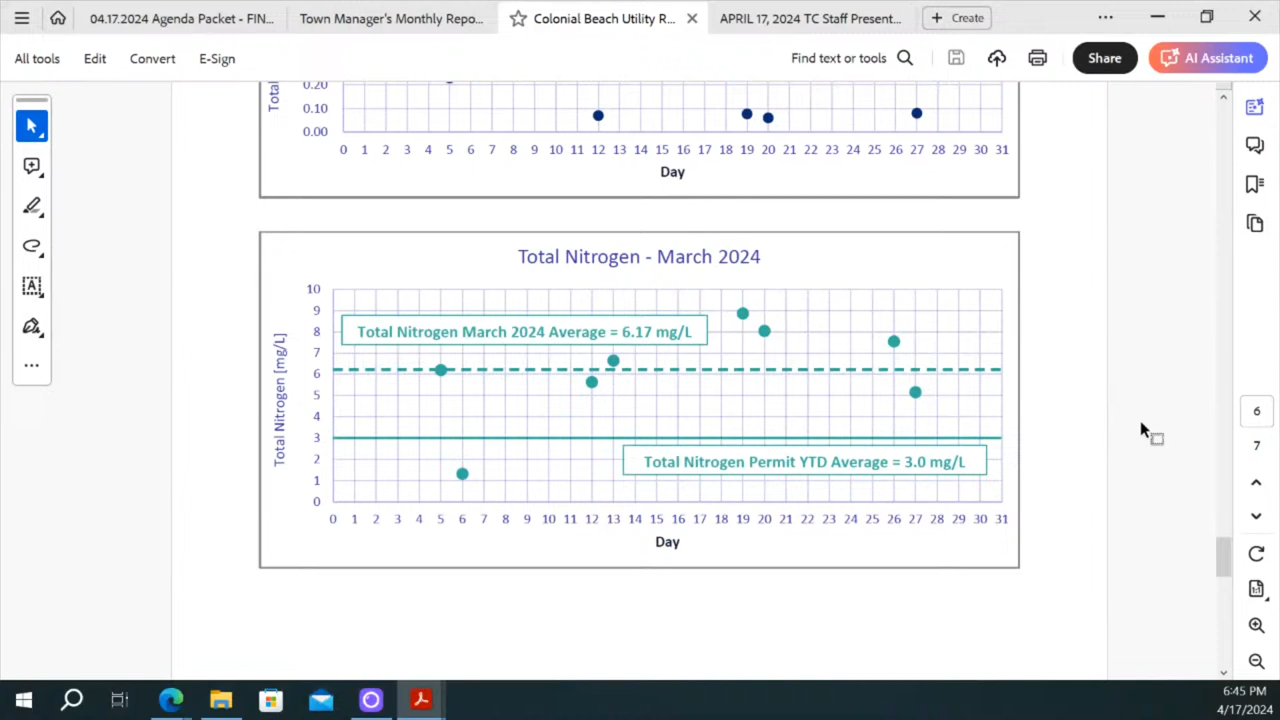 04.17.2024 Agenda Packet - FIN...
Town Manager's Monthly Repo...
Colonial Beach Utility R...
APRIL 17, 2024 TC Staff Present...
+ Create
All tools
Edit
Convert
E-Sign
Find text or tools
Share
AI Assistant
Total
0.20
0.10
0.00
0 1 2 3 4 5 6 7 8 9 10 11 12 13 14 15 16 17 18 19 20 21 22 23 24 25 26 27 28 29 30 31
Day
Total Nitrogen - March 2024
Total Nitrogen [mg/L]
10
9
8
7
6
5
4
3
2
1
0
Total Nitrogen March 2024 Average = 6.17 mg/L
Total Nitrogen Permit YTD Average = 3.0 mg/L
0 1 2 3 4 5 6 7 8 9 10 11 12 13 14 15 16 17 18 19 20 21 22 23 24 25 26 27 28 29 30 31
Day
6
7
6:45 PM
4/17/2024